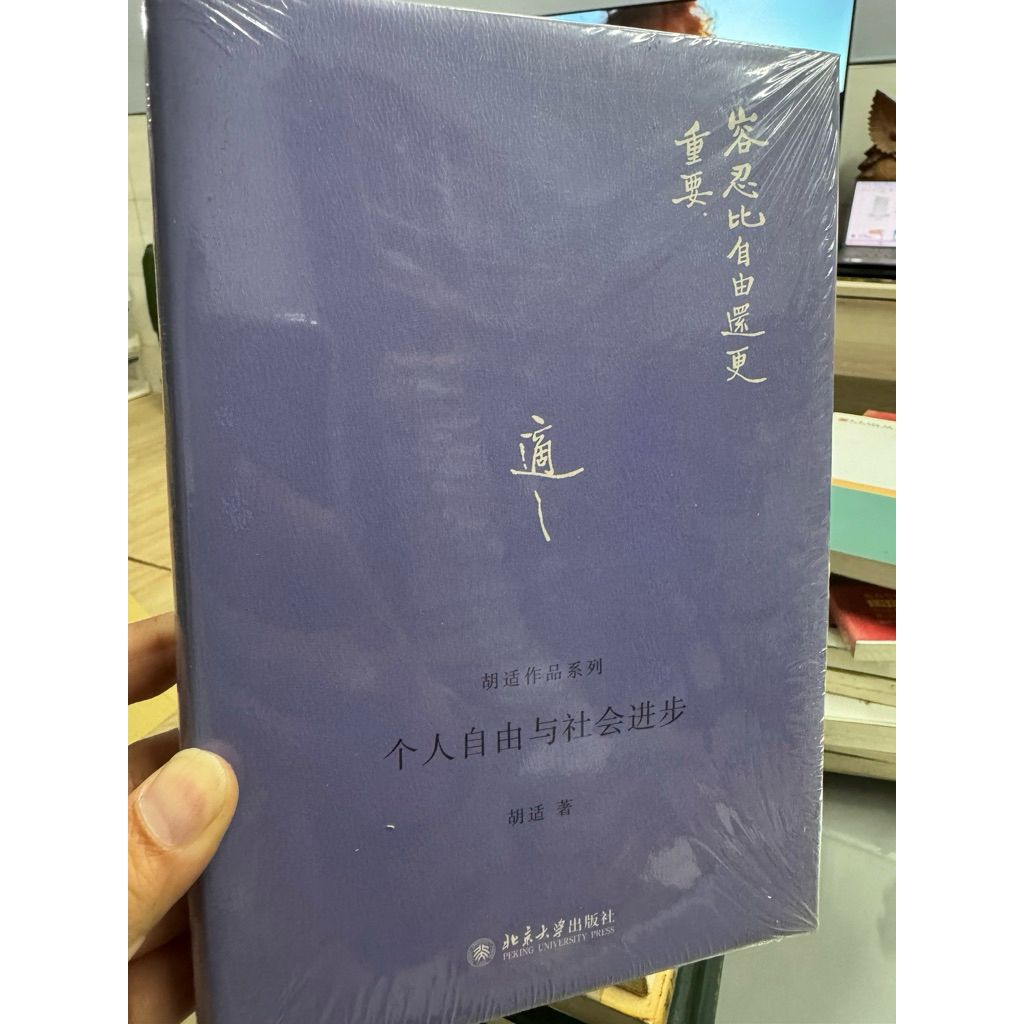 容忍比自由還更
重要.
適
胡适作品系列
个人自由与社会进步
胡适 著
北京大学出版社
PEKING UNIVERSITY PRESS